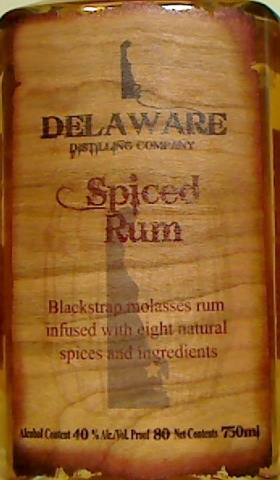 DELAWARE
DISTILLING COMPANY
Spiced
Rum
Blackstrap molasses rum
infused with eight natural
spices and ingredients
Alcohol Content 40 % Alc./Vol. Proof 80 Net Contents 750ml